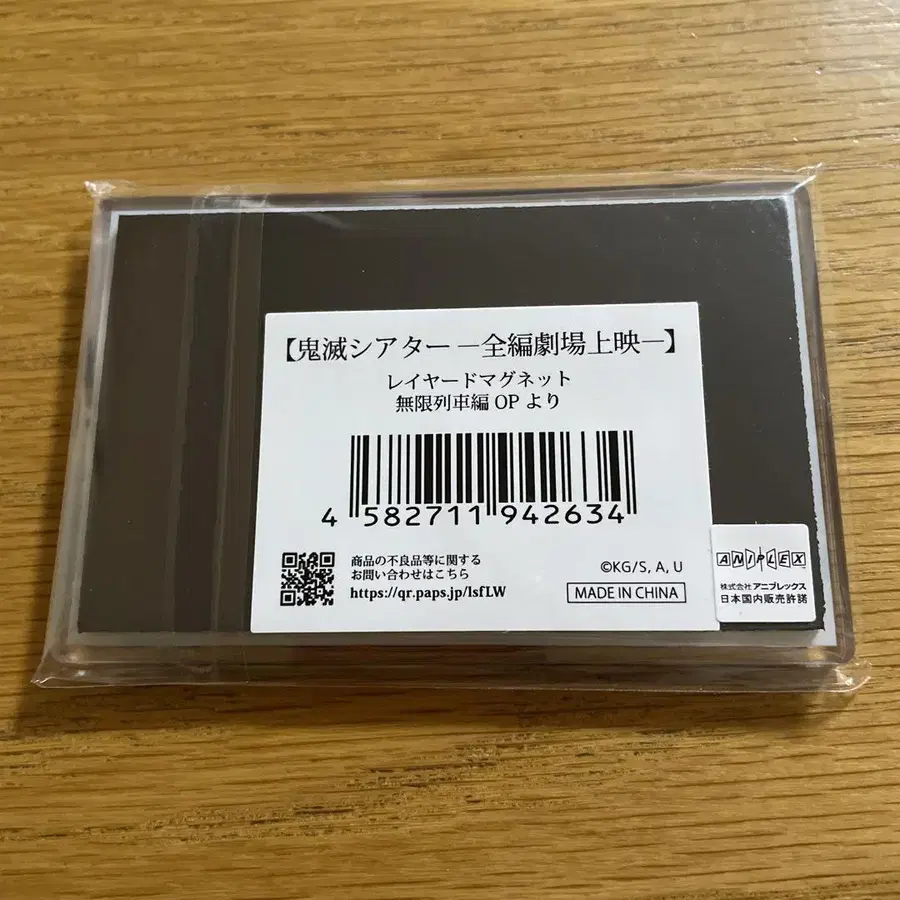 【鬼滅シアター ―全編劇場上映―】
レイヤードマグネット
無限列車編 OP より
4 582711 942634
商品の不良品等に関する
お問い合わせはこちら
https://qr.paps.jp/lsfLW
©KG/S, A, U
MADE IN CHINA
ANIPLEX
株式会社 アニプレックス
日本国内販売許諾